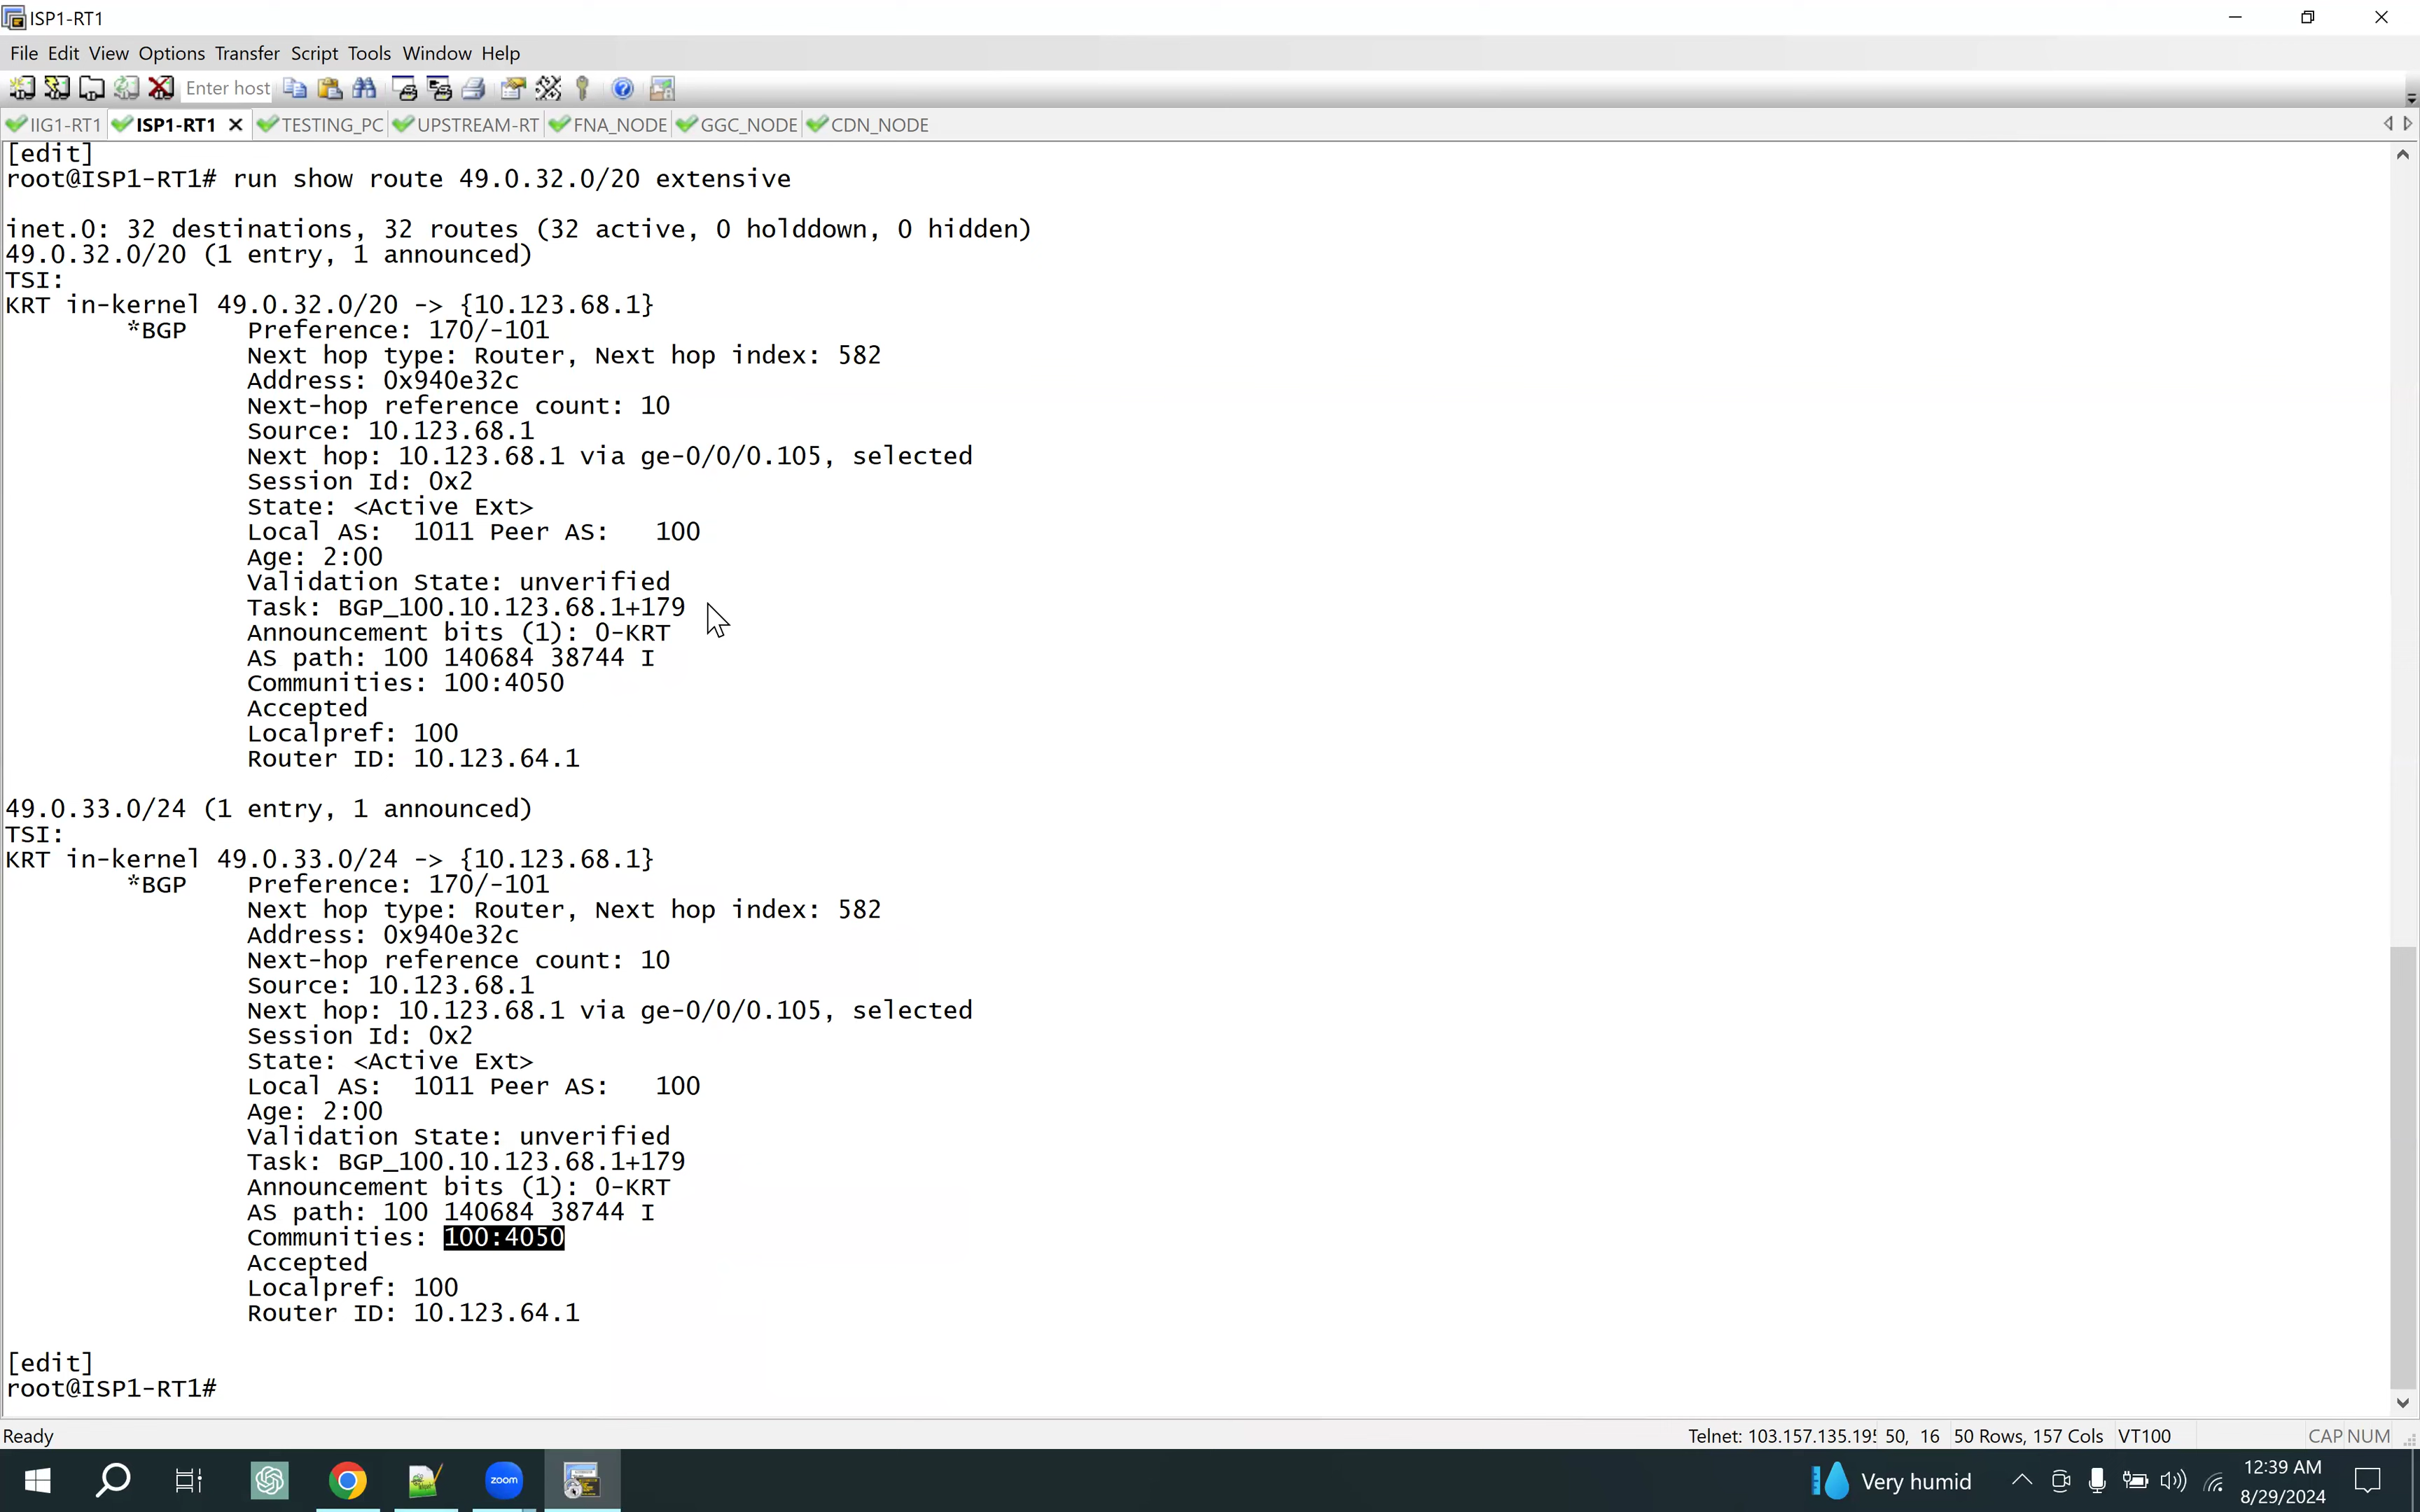 ISP1-RT1
File Edit View Options Transfer Script Tools Window Help
Enter host
IIG1-RT1 ISP1-RT1 TESTING_PC UPSTREAM-RT FNA_NODE GGC_NODE CDN_NODE
[edit]
root@ISP1-RT1# run show route 49.0.32.0/20 extensive
inet.0: 32 destinations, 32 routes (32 active, 0 holddown, 0 hidden)
49.0.32.0/20 (1 entry, 1 announced)
TSI:
KRT in-kernel 49.0.32.0/20 -> {10.123.68.1}
*BGP Preference: 170/-101
Next hop type: Router, Next hop index: 582
Address: 0x940e32c
Next-hop reference count: 10
Source: 10.123.68.1
Next hop: 10.123.68.1 via ge-0/0/0.105, selected
Session Id: 0x2
State: <Active Ext>
Local AS: 1011 Peer AS: 100
Age: 2:00
Validation State: unverified
Task: BGP_100.10.123.68.1+179
Announcement bits (1): 0-KRT
AS path: 100 140684 38744 I
Communities: 100:4050
Accepted
Localpref: 100
Router ID: 10.123.64.1
49.0.33.0/24 (1 entry, 1 announced)
TSI:
KRT in-kernel 49.0.33.0/24 -> {10.123.68.1}
*BGP Preference: 170/-101
Next hop type: Router, Next hop index: 582
Address: 0x940e32c
Next-hop reference count: 10
Source: 10.123.68.1
Next hop: 10.123.68.1 via ge-0/0/0.105, selected
Session Id: 0x2
State: <Active Ext>
Local AS: 1011 Peer AS: 100
Age: 2:00
Validation State: unverified
Task: BGP_100.10.123.68.1+179
Announcement bits (1): 0-KRT
AS path: 100 140684 38744 I
Communities: 100:4050
Accepted
Localpref: 100
Router ID: 10.123.64.1
[edit]
root@ISP1-RT1#
Ready Telnet: 103.157.135.195 50, 16 50 Rows, 157 Cols VT100 CAP NUM
zoom Very humid 12:39 AM
8/29/2024